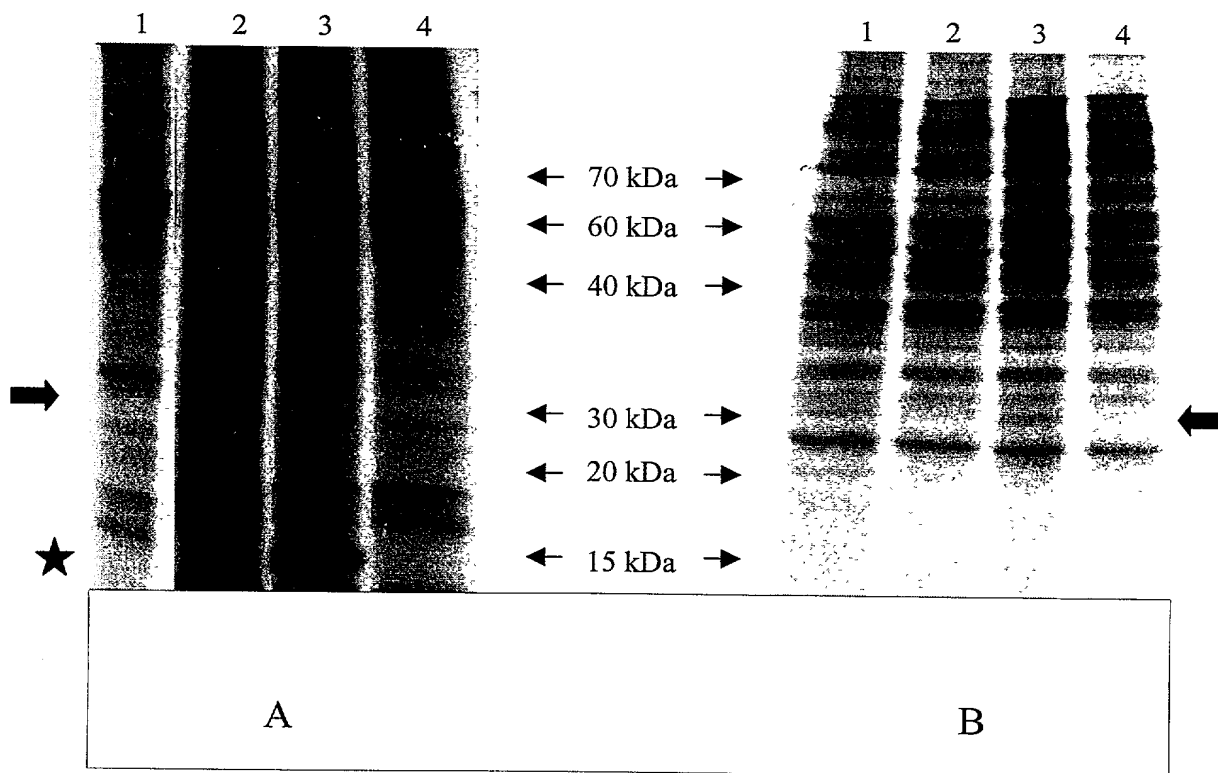 1 2 3 4
1 2 3 4
← 70 kDa →
← 60 kDa →
← 40 kDa →
← 30 kDa →
← 20 kDa →
← 15 kDa →
A
B